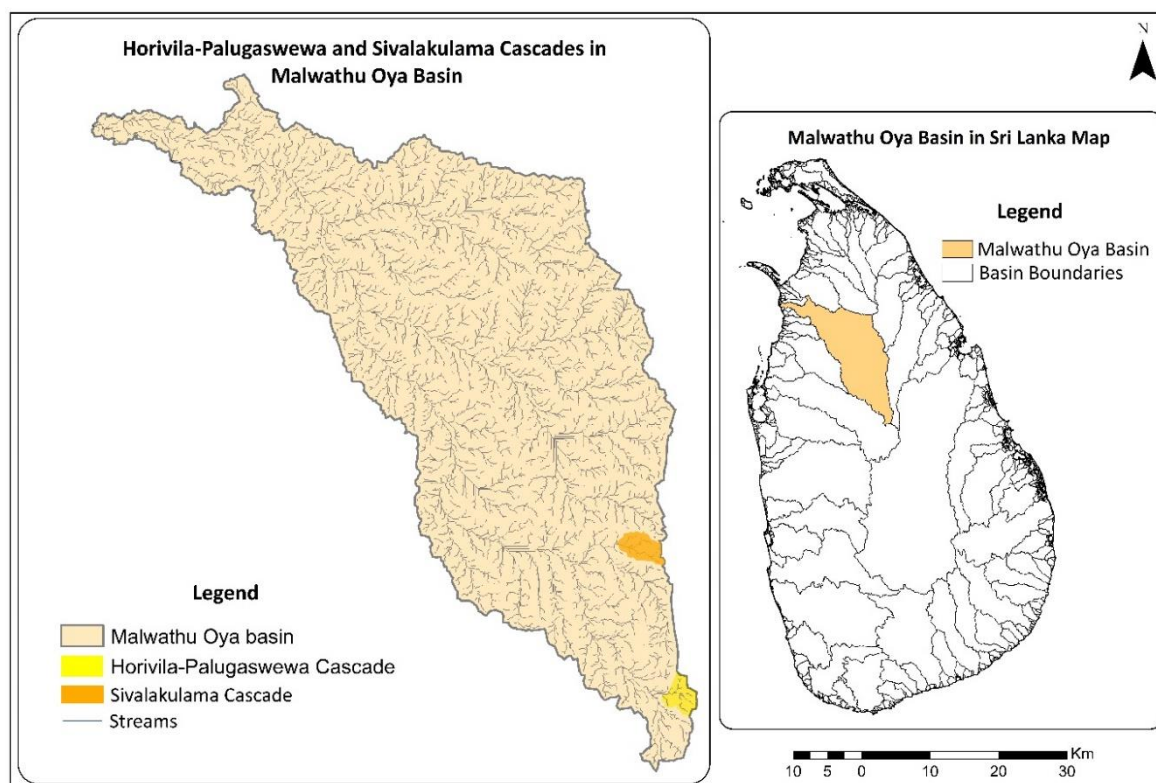 Horivila-Palugaswewa and Sivalakulama Cascades in
Malwathu Oya Basin
Legend
Malwathu Oya basin
Horivila-Palugaswewa Cascade
Sivalakulama Cascade
Streams
N
Malwathu Oya Basin in Sri Lanka Map
Legend
Malwathu Oya Basin
Basin Boundaries
Km
10 5 0 10 20 30